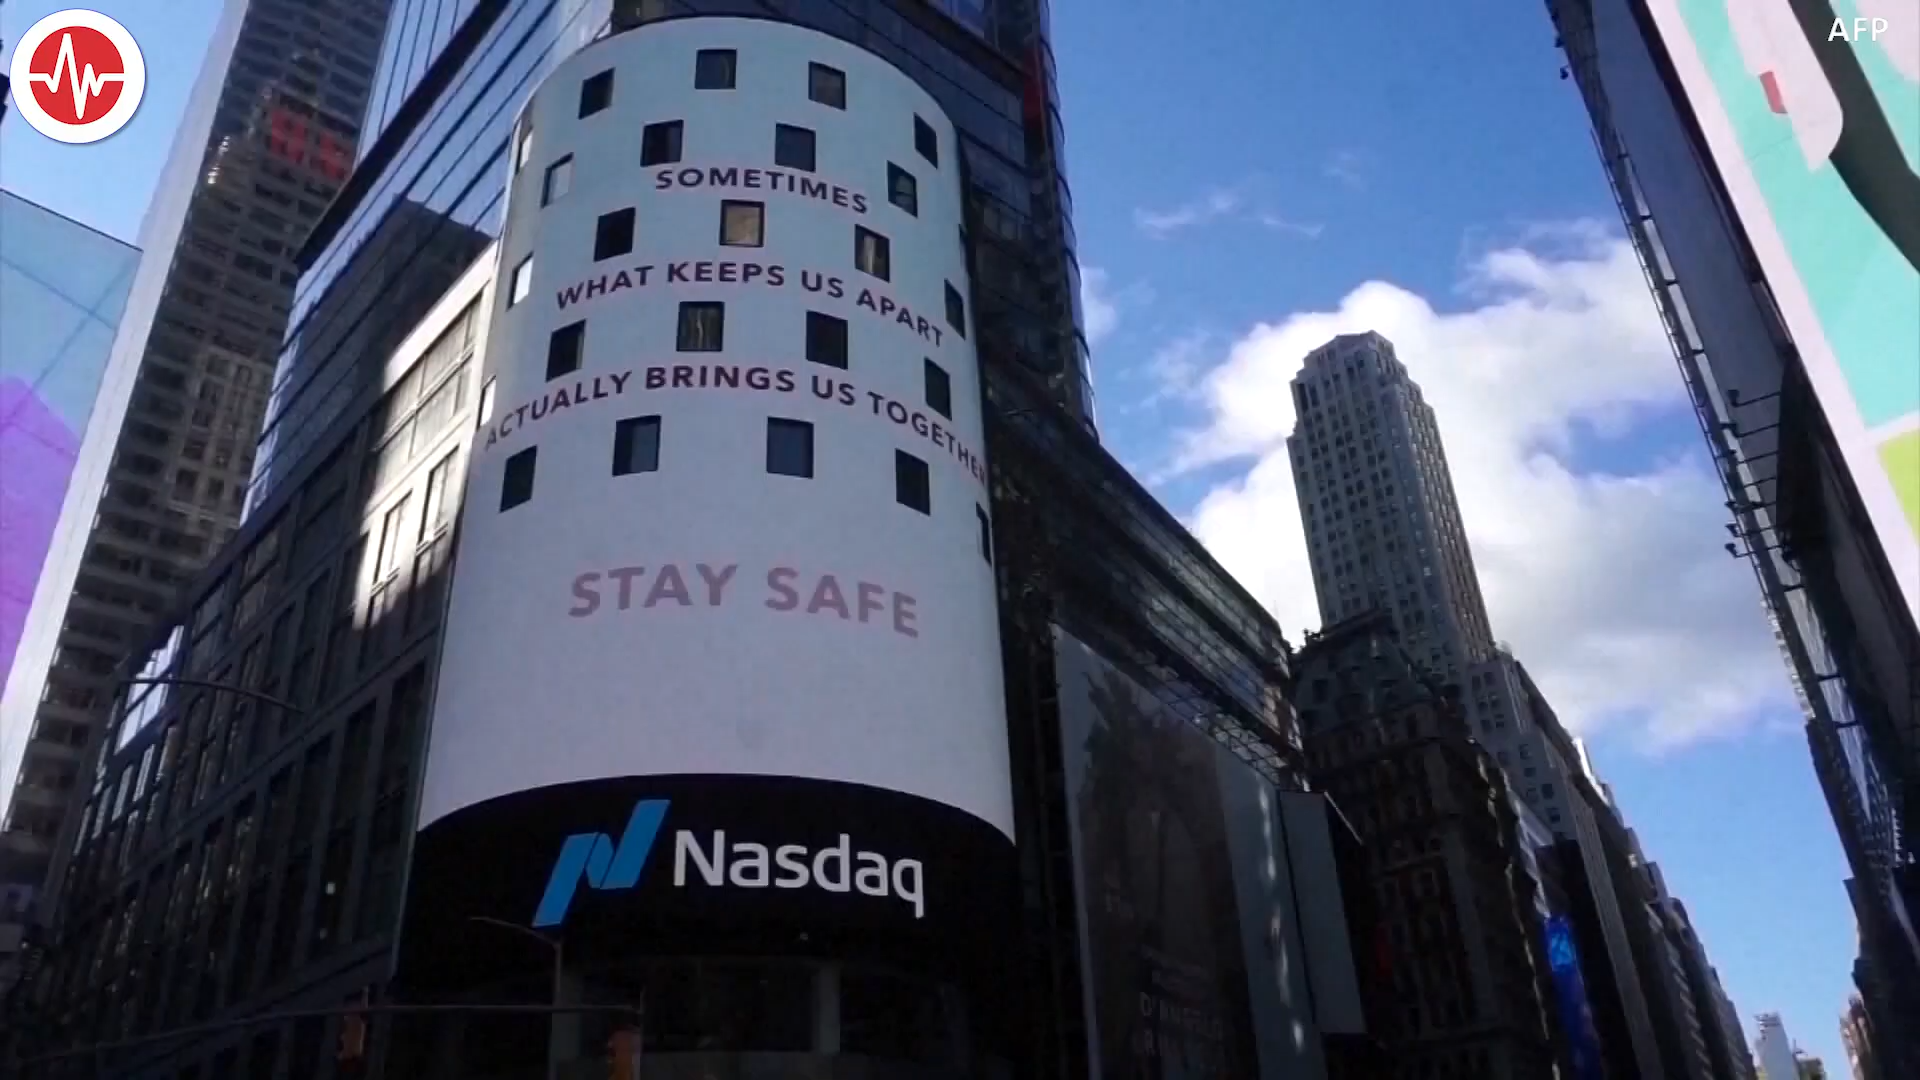 AFP
SOMETIMES
WHAT KEEPS US APART
ACTUALLY BRINGS US TOGETHER
STAY SAFE
Nasdaq